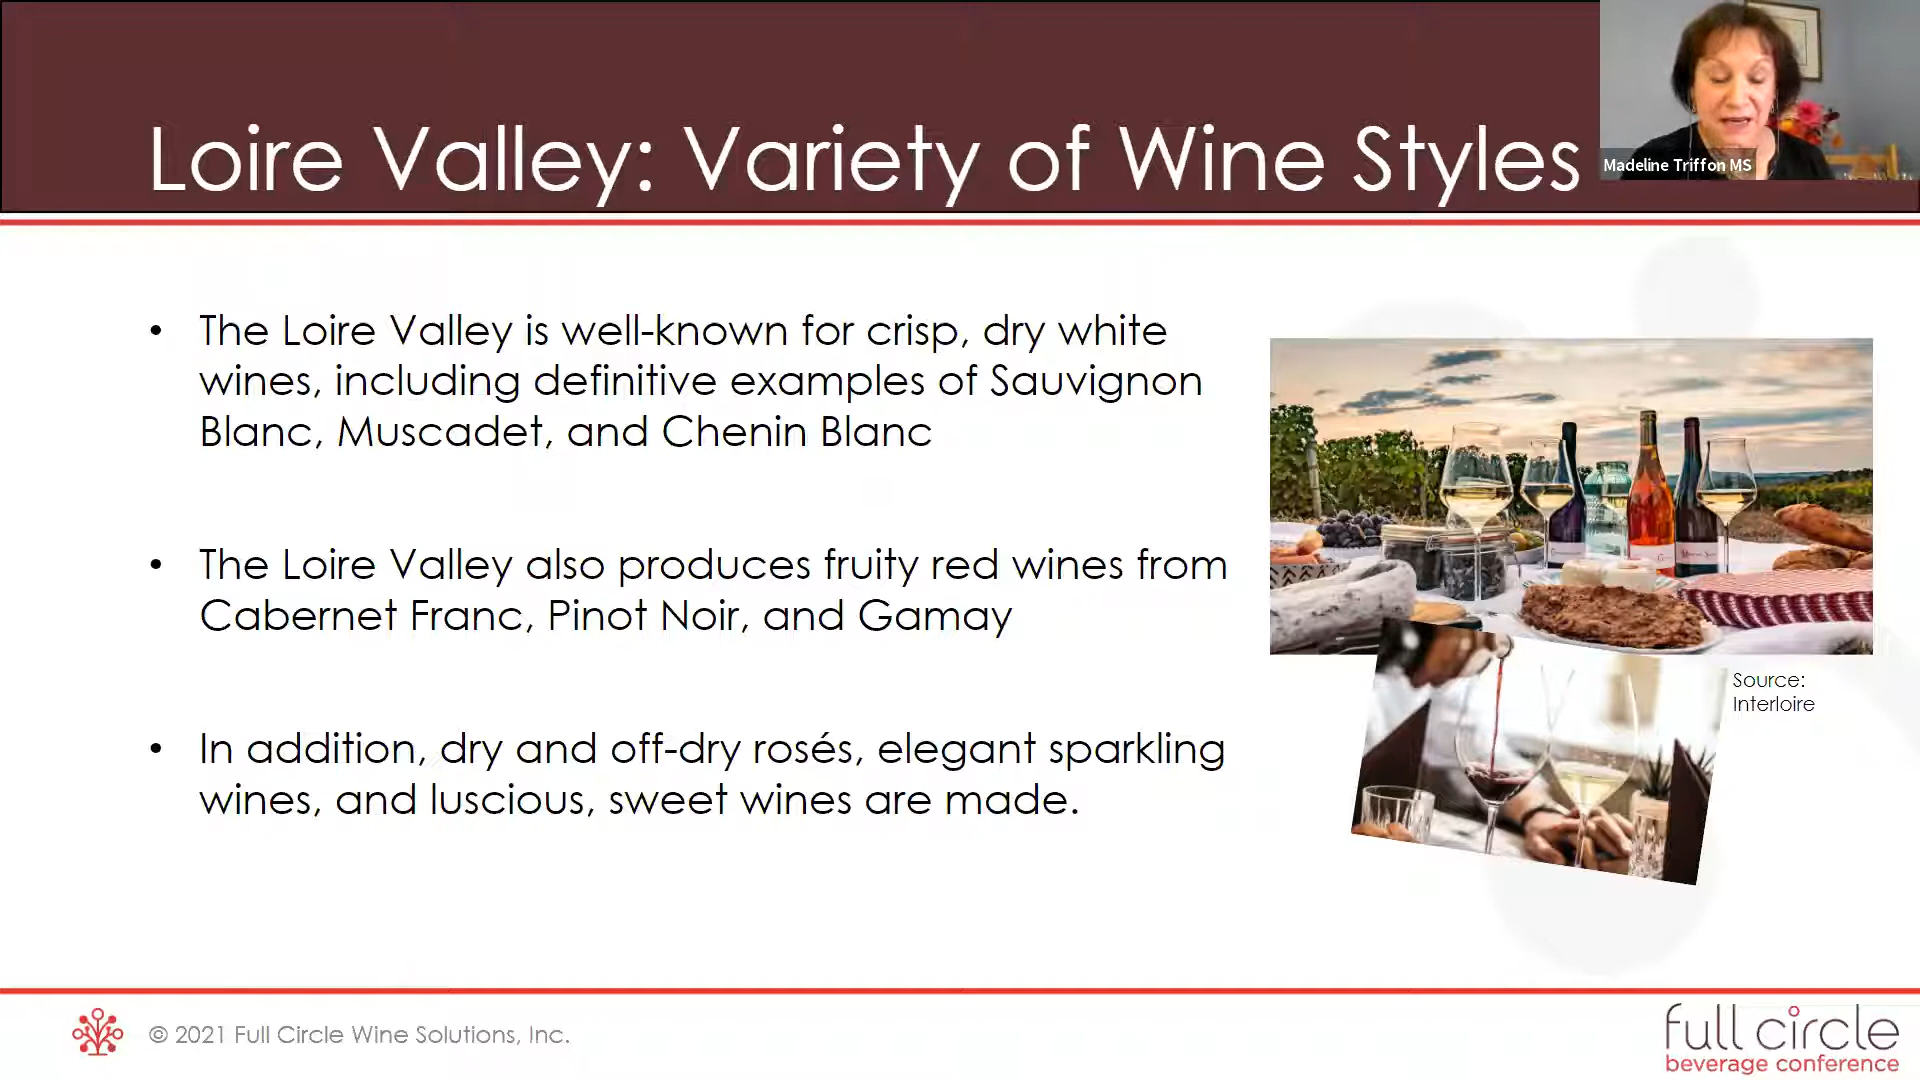 Loire Valley: Variety of Wine Styles
Madeline Triffon MS
• The Loire Valley is well-known for crisp, dry white
wines, including definitive examples of Sauvignon
Blanc, Muscadet, and Chenin Blanc
• The Loire Valley also produces fruity red wines from
Cabernet Franc, Pinot Noir, and Gamay
• In addition, dry and off-dry rosés, elegant sparkling
wines, and luscious, sweet wines are made.
Source:
Interloire
© 2021 Full Circle Wine Solutions, Inc.
full circle
beverage conference